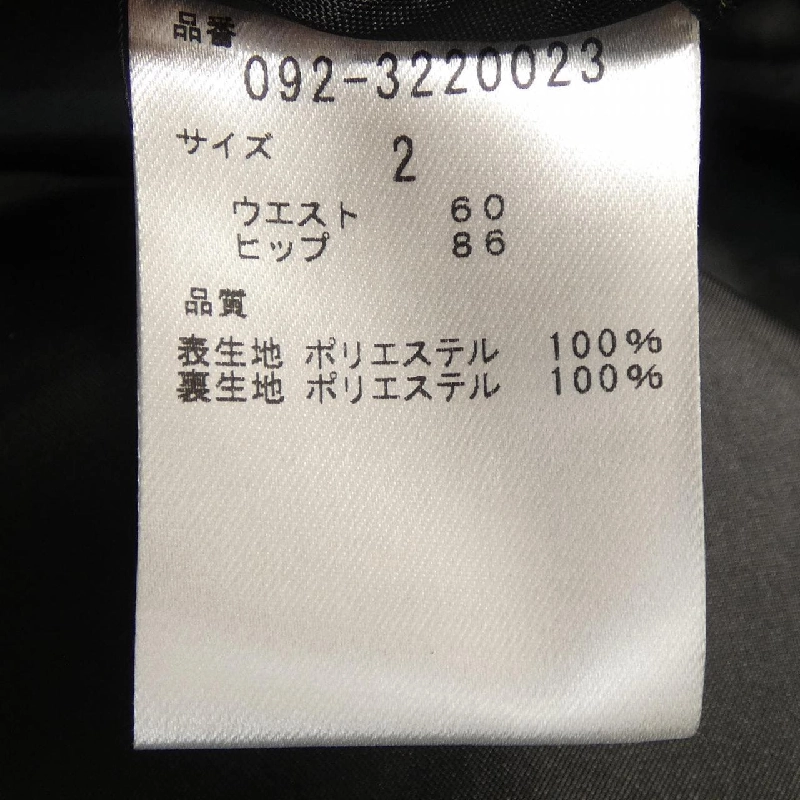 品番
092-3220023
サイズ 2
ウエスト 60
ヒップ 86
品質
表生地 ポリエステル 100%
裏生地 ポリエステル 100%